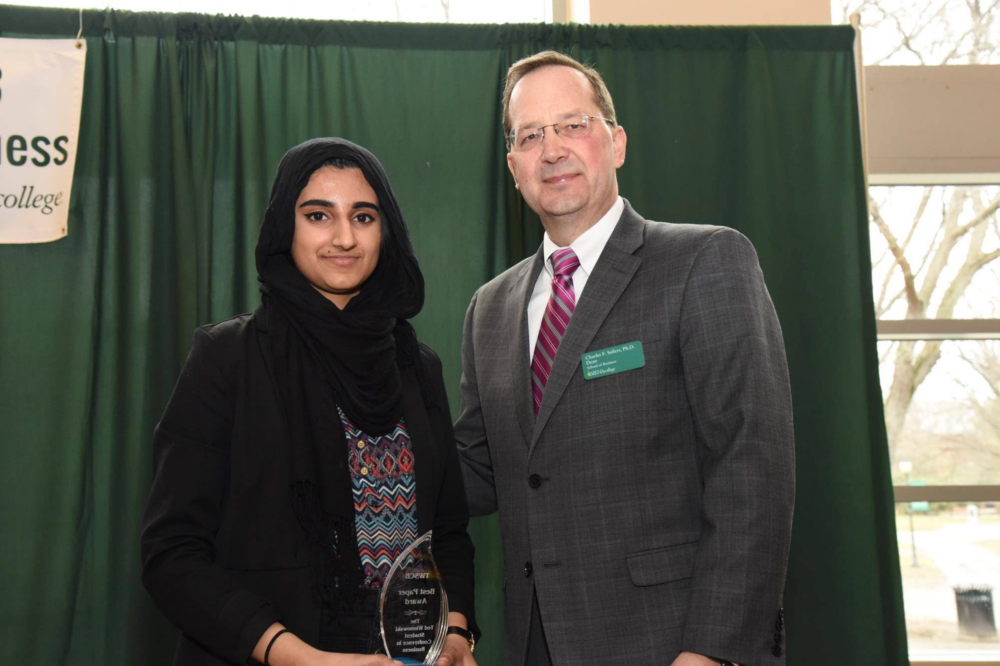 ness
college
Charles F. Seifert, Ph.D.
Dean
School of Business
SIENAcollege
TWSCB
Best Paper
Award
The
Ted Winnowski
Student
Conference in
Business